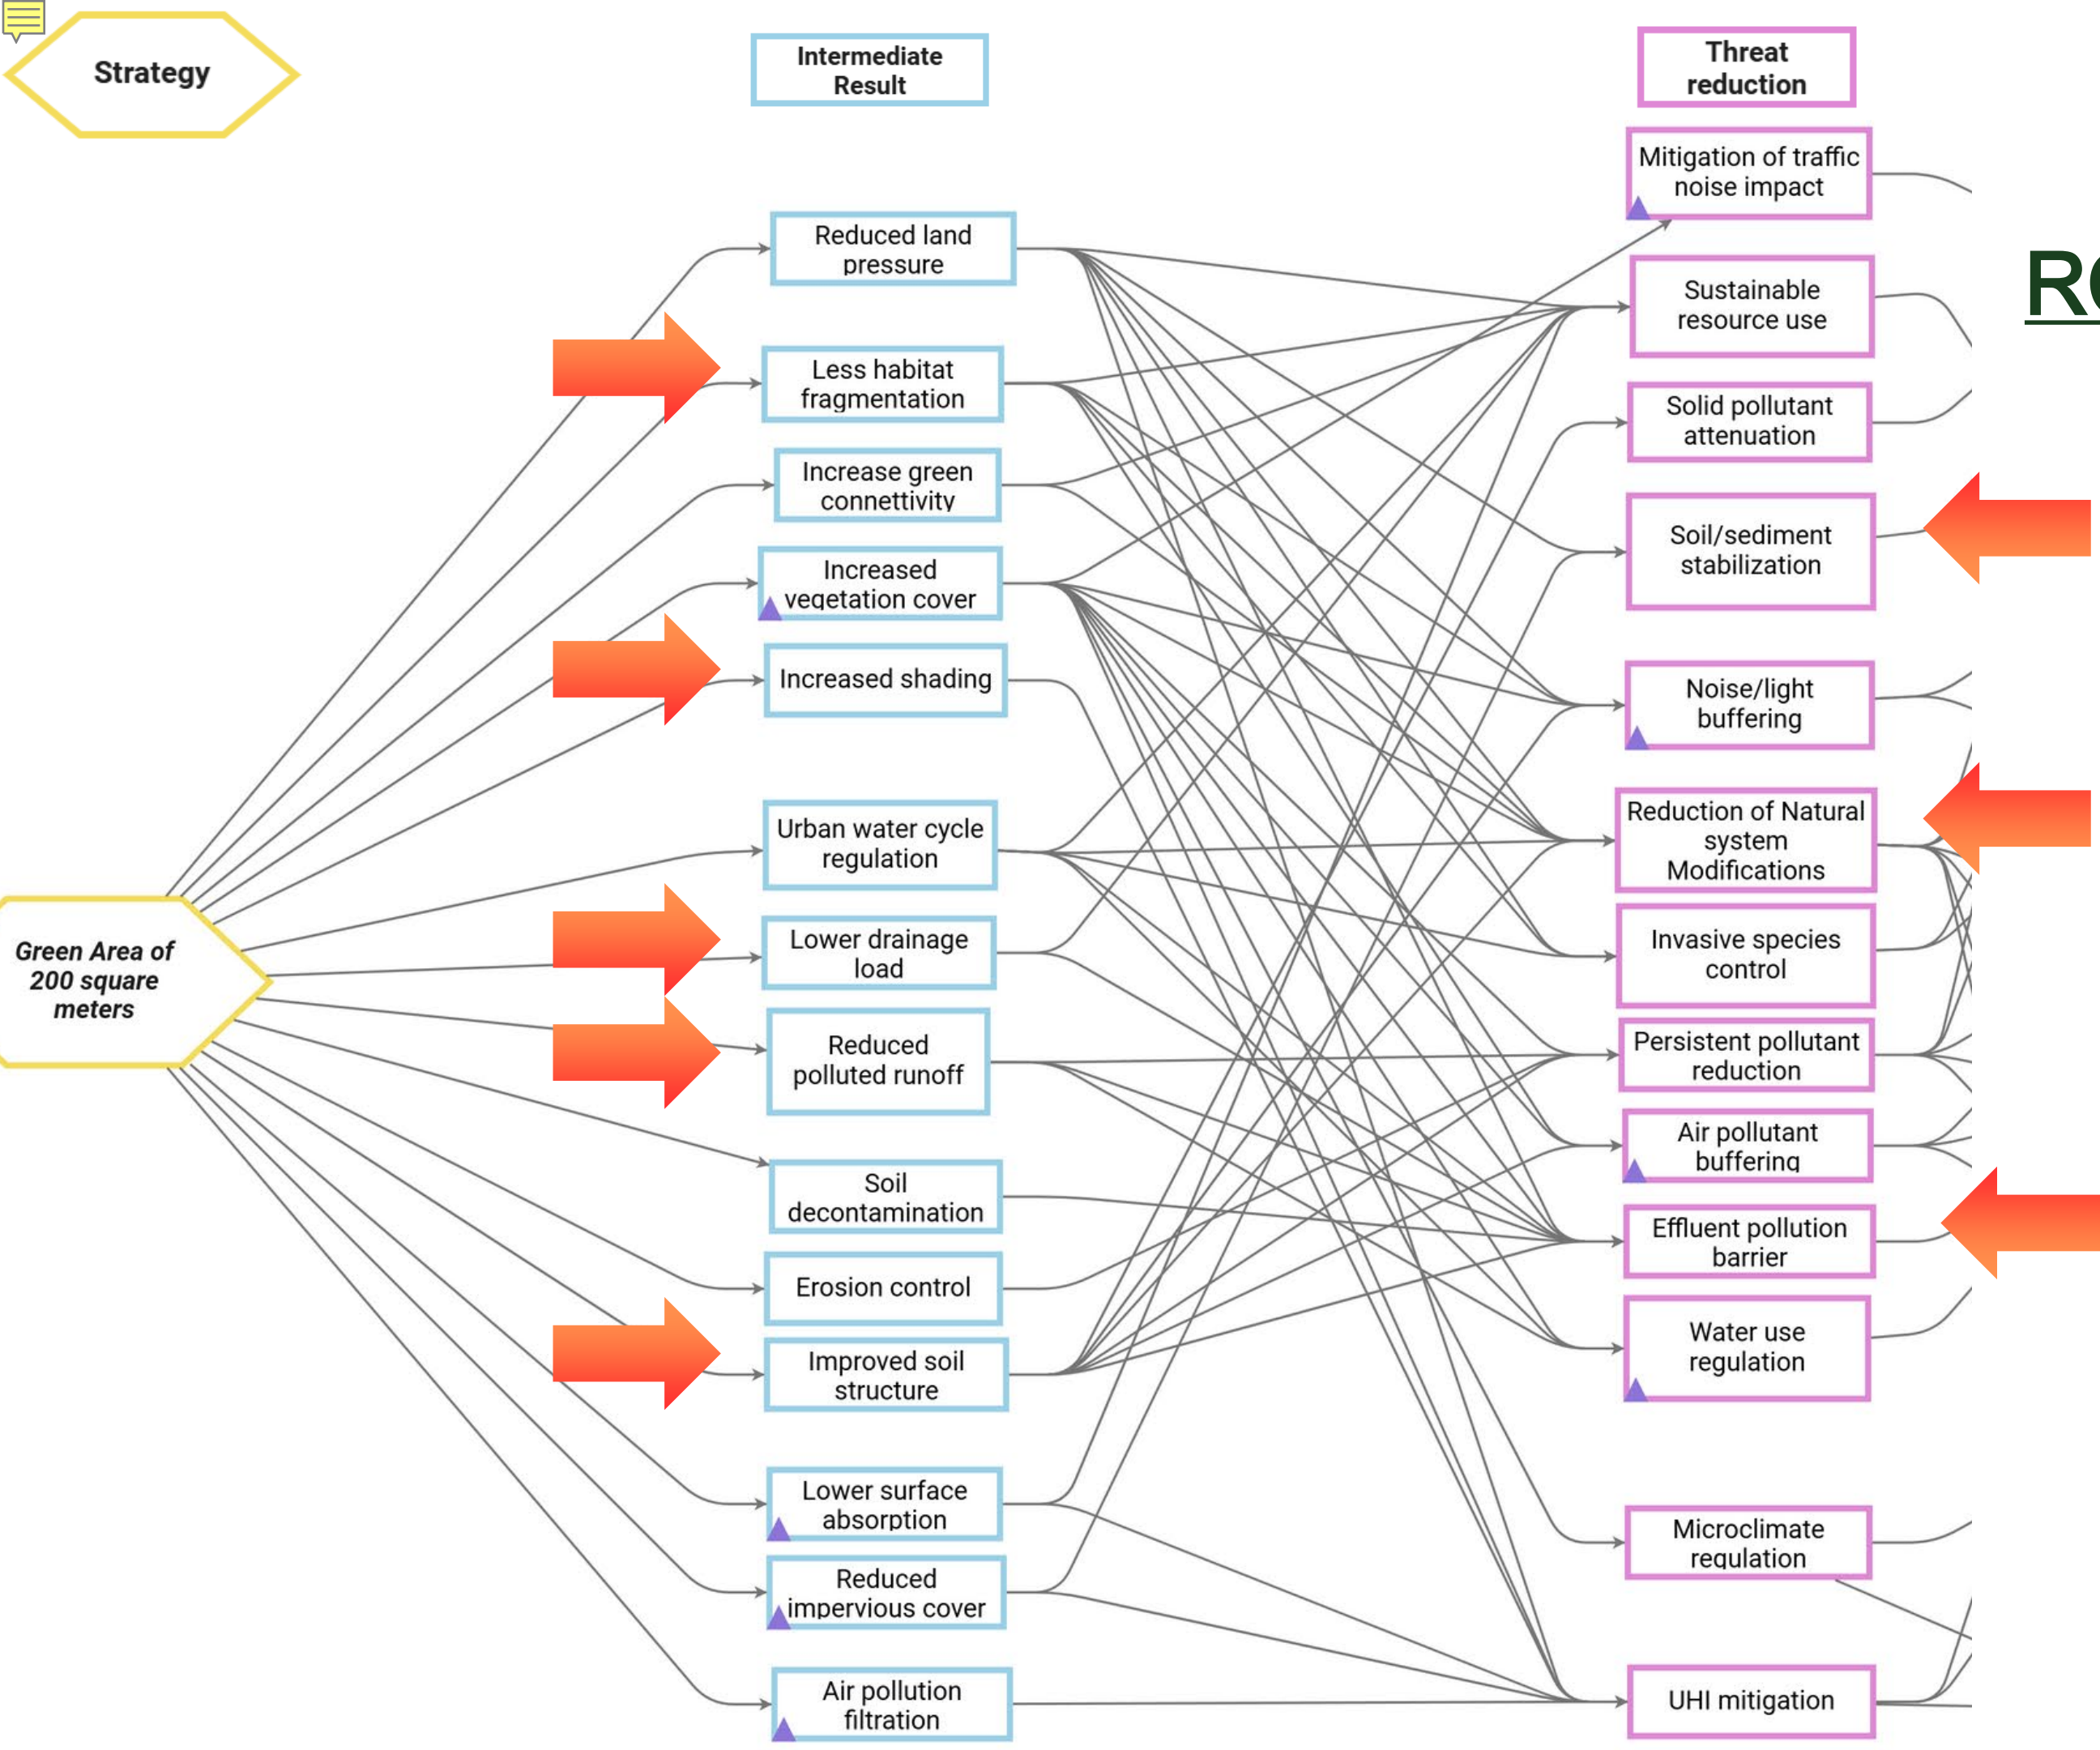 Strategy
Intermediate
Result
Threat
reduction
Mitigation of traffic
noise impact
Reduced land
pressure
Sustainable
resource use
Less habitat
fragmentation
Solid pollutant
attenuation
Increase green
connettivity
Soil/sediment
stabilization
Increased
vegetation cover
Increased shading
Noise/light
buffering
Urban water cycle
regulation
Reduction of Natural
system
Modifications
Green Area of
200 square
meters
Lower drainage
load
Invasive species
control
Reduced
polluted runoff
Persistent pollutant
reduction
Air pollutant
buffering
Soil
decontamination
Effluent pollution
barrier
Erosion control
Water use
regulation
Improved soil
structure
Lower surface
absorption
Microclimate
regulation
Reduced
impervious cover
Air pollution
filtration
UHI mitigation